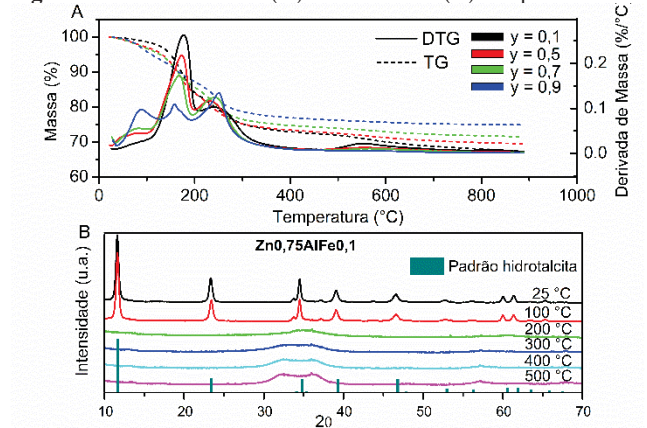 A
100
90
80
70
60
Massa (%)
DTG
TG
y = 0,1
y = 0,5
y = 0,7
y = 0,9
0.2
0.1
0.0
Derivada de Massa (%/°C)
0
200
400
600
800
1000
Temperatura (°C)
B
Zn0,75AlFe0,1
Padrão hidrotalcita
25 °C
100 °C
200 °C
300 °C
400 °C
500 °C
Intensidade (u.a.)
10
20
30
40
50
60
70
2θ